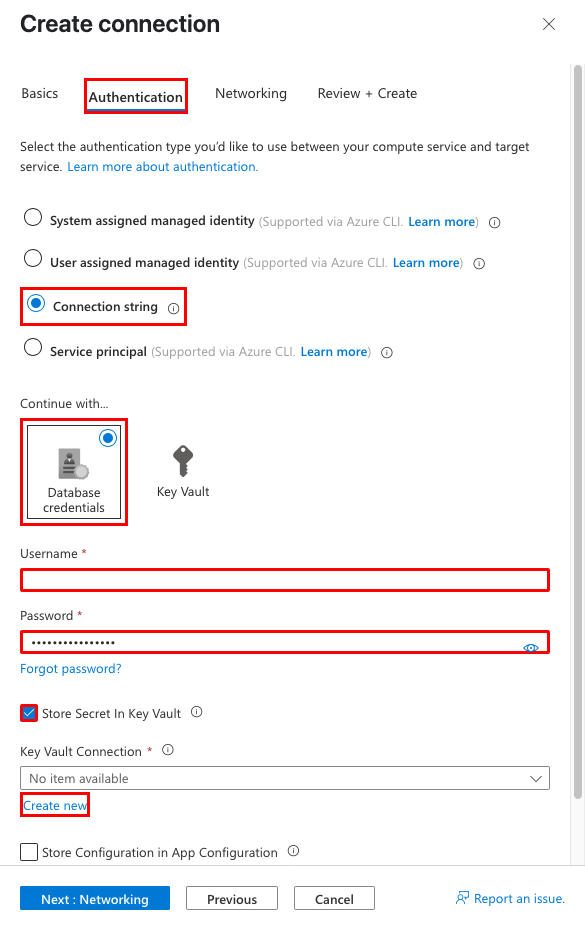 Create connection
Basics
Authentication
Networking
Review + Create
Select the authentication type you'd like to use between your compute service and target
service. Learn more about authentication.
System assigned managed identity (Supported via Azure CLI. Learn more)
User assigned managed identity (Supported via Azure CLI. Learn more)
Connection string
Service principal (Supported via Azure CLI. Learn more)
Continue with...
Database
credentials
Key Vault
Username *
Password *
••••••••••••••••
Forgot password?
Store Secret In Key Vault
Key Vault Connection *
No item available
Create new
Store Configuration in App Configuration
Next : Networking
Previous
Cancel
Report an issue.